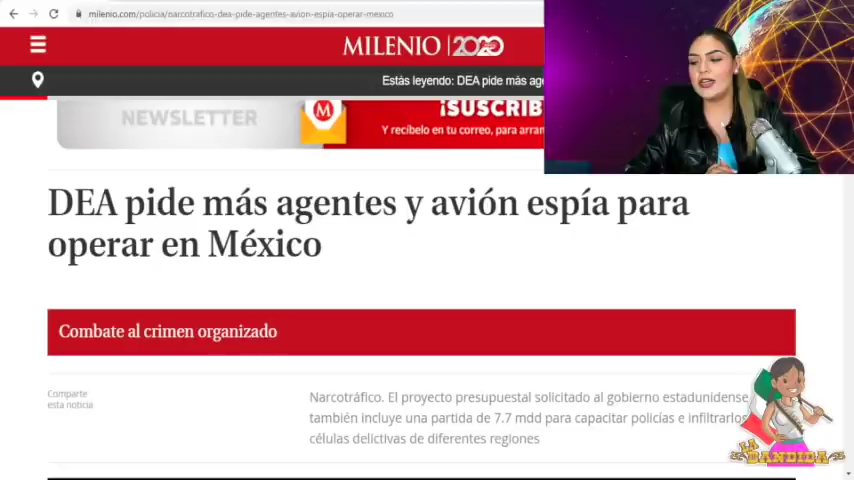 milenio.com/policia/narcotrafico-dea-pide-agentes-avion-espia-operar-mexico
MILENIO | 2020
Estás leyendo: DEA pide más age
NEWSLETTER
M
¡SUSCRIB
Y recíbelo en tu correo, para arran
DEA pide más agentes y avión espía para
operar en México
Combate al crimen organizado
Comparte
esta noticia
Narcotráfico. El proyecto presupuestal solicitado al gobierno estadunidense
también incluye una partida de 7.7 mdd para capacitar policías e infiltrarlos
células delictivas de diferentes regiones
LA
BANDIDA